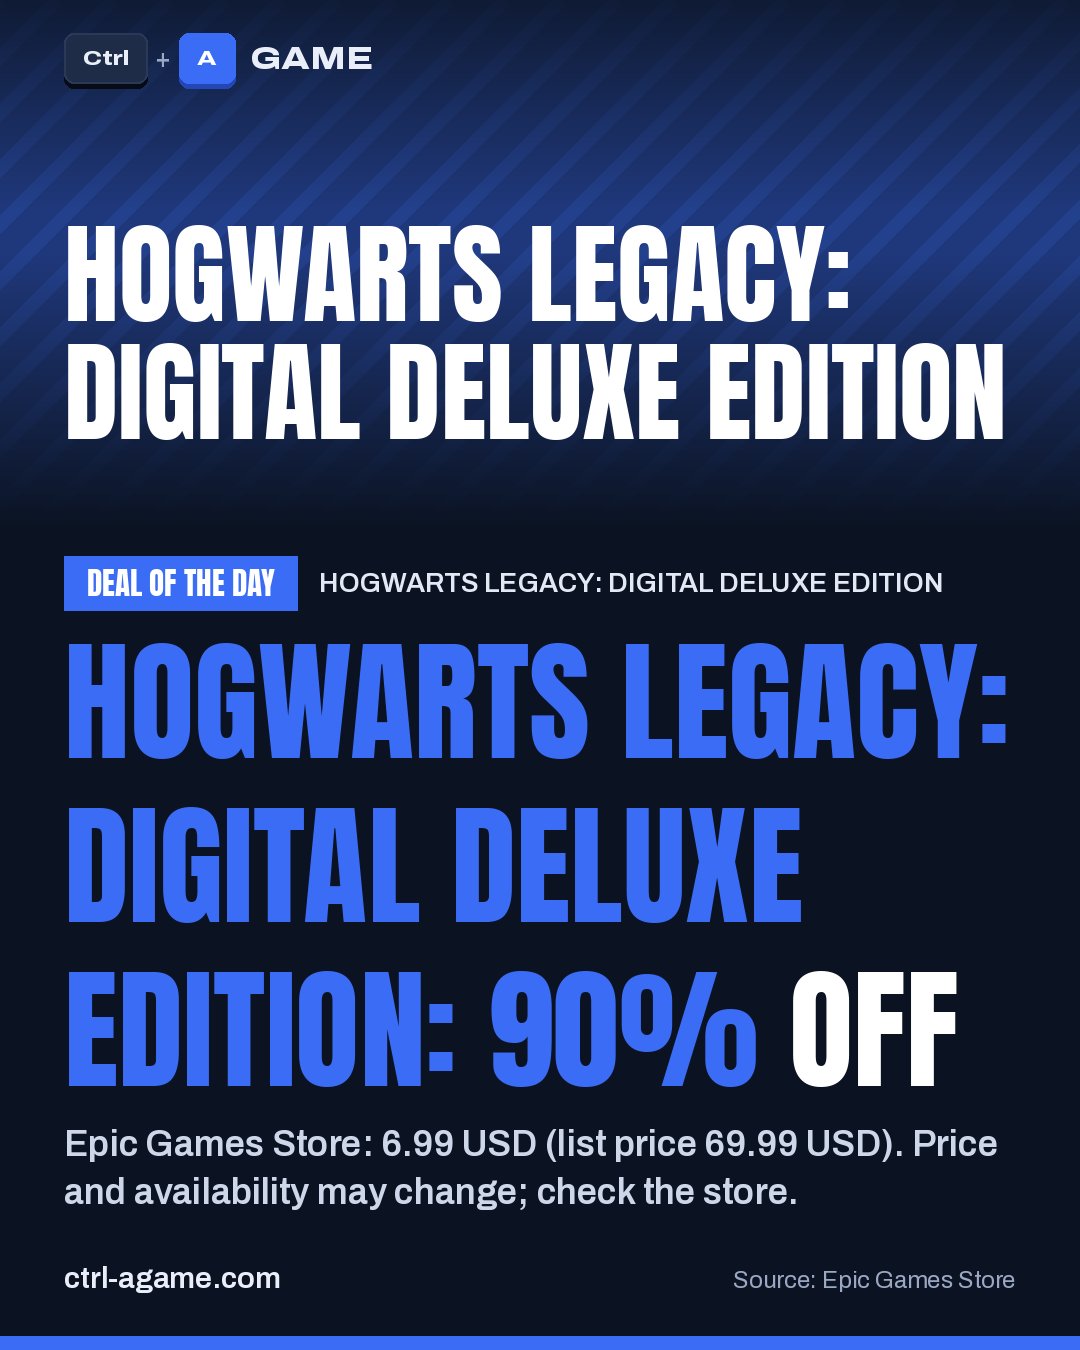 Ctrl + A GAME
HOGWARTS LEGACY:
DIGITAL DELUXE EDITION
DEAL OF THE DAY HOGWARTS LEGACY: DIGITAL DELUXE EDITION
HOGWARTS LEGACY:
DIGITAL DELUXE
EDITION: 90% OFF
Epic Games Store: 6.99 USD (list price 69.99 USD). Price
and availability may change; check the store.
ctrl-agame.com Source: Epic Games Store